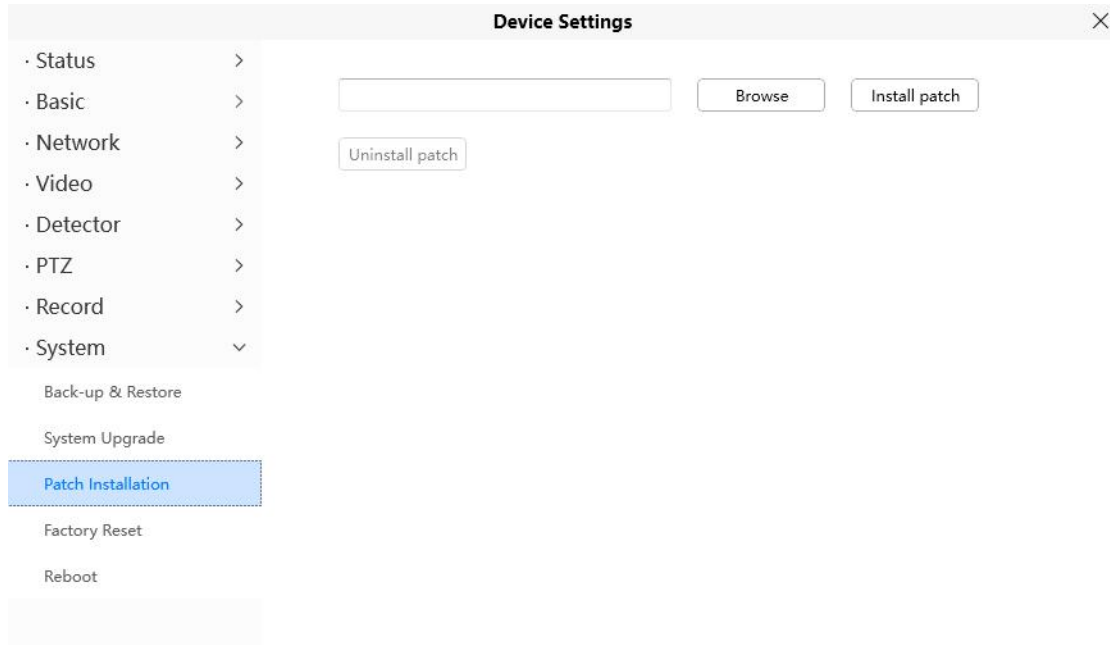 Device Settings
· Status
· Basic
· Network
· Video
· Detector
· PTZ
· Record
· System
Back-up & Restore
System Upgrade
Patch Installation
Factory Reset
Reboot
Browse
Install patch
Uninstall patch